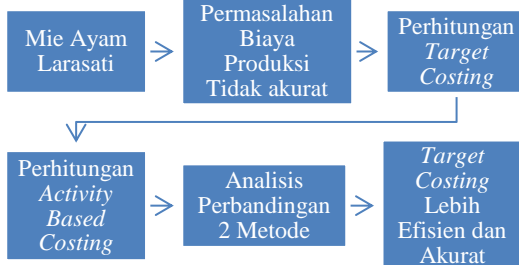 Mie Ayam
Larasati
Permasalahan
Biaya
Produksi
Tidak akurat
Perhitungan
Target
Costing
Perhitungan
Activity
Based
Costing
Analisis
Perbandingan
2 Metode
Target
Costing
Lebih
Efisien dan
Akurat